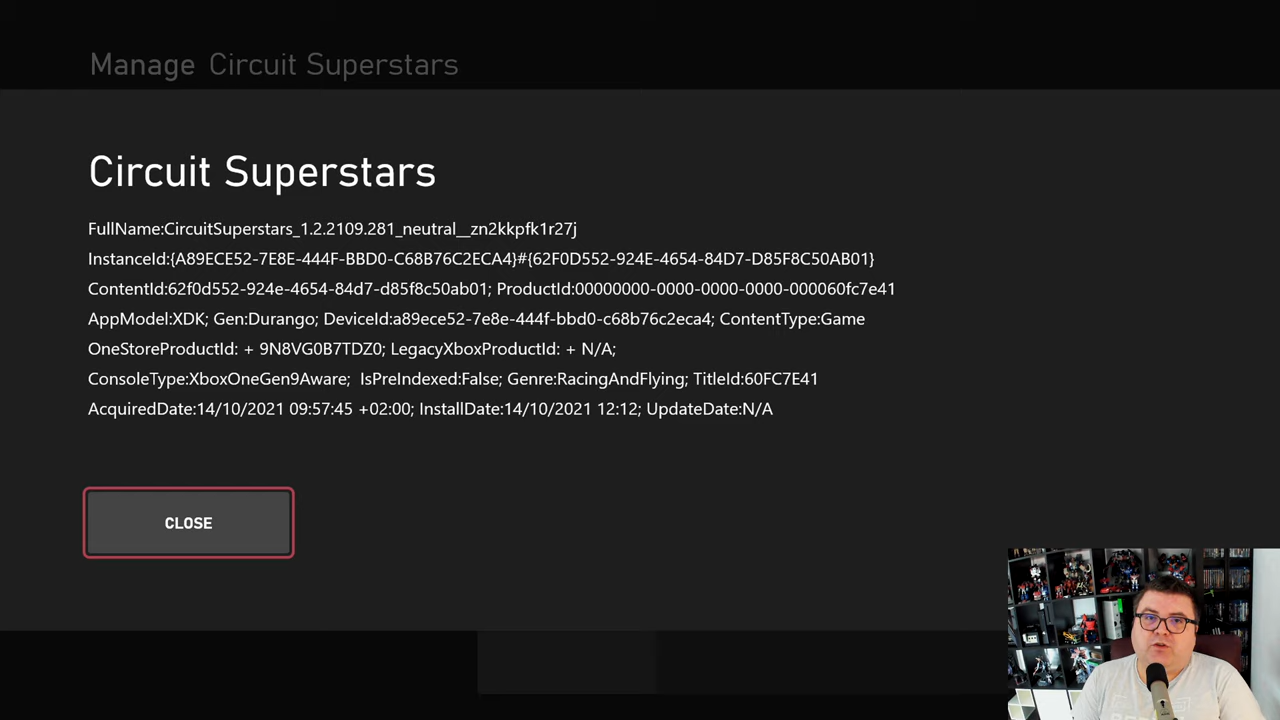 Manage Circuit Superstars
Circuit Superstars
FullName:CircuitSuperstars_1.2.2109.281_neutral__zn2kkpfk1r27j
InstanceId:{A89ECE52-7E8E-444F-BBD0-C68B76C2ECA4}#{62F0D552-924E-4654-84D7-D85F8C50AB01}
ContentId:62f0d552-924e-4654-84d7-d85f8c50ab01; ProductId:00000000-0000-0000-0000-000060fc7e41
AppModel:XDK; Gen:Durango; DeviceId:a89ece52-7e8e-444f-bbd0-c68b76c2eca4; ContentType:Game
OneStoreProductId: + 9N8VG0B7TDZ0; LegacyXboxProductId: + N/A;
ConsoleType:XboxOneGen9Aware;  IsPreIndexed:False; Genre:RacingAndFlying; TitleId:60FC7E41
AcquiredDate:14/10/2021 09:57:45 +02:00; InstallDate:14/10/2021 12:12; UpdateDate:N/A
CLOSE